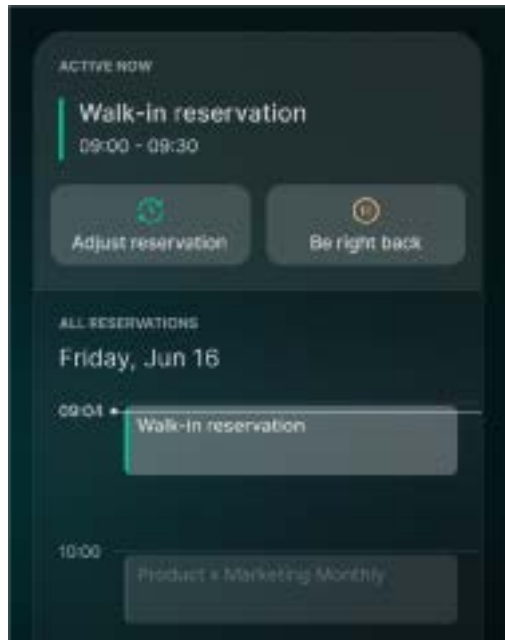 ACTIVE NOW
Walk-in reservation
09:00 - 09:30
Adjust reservation
Be right back
ALL RESERVATIONS
Friday, Jun 16
09:04
Walk-in reservation
10:00
Product x Marketing Monthly